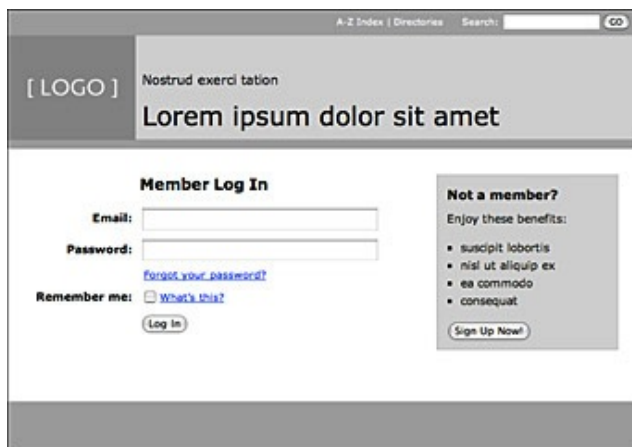 A-Z Index | Directories Search: GO
[ LOGO ]
Nostrud exerci tation
Lorem ipsum dolor sit amet
Member Log In
Email:
Password:
Forgot your password?
Remember me: What's this?
Log In
Not a member?
Enjoy these benefits:
• suscipit lobortis
• nisl ut aliquip ex
• ea commodo
• consequat
Sign Up Now!